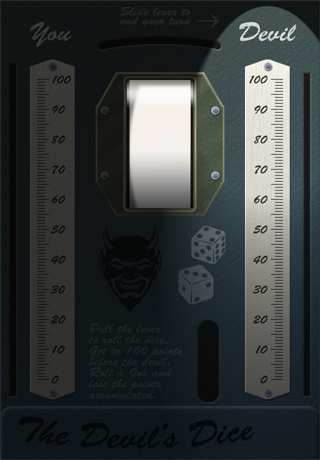 Slide lever to
end your turn
You
Devil
100
90
80
70
60
50
40
30
20
10
0
100
90
80
70
60
50
40
30
20
10
0
Pull the lever
to roll the dice.
Get to 100 points
before the devil.
Roll a One and
lose the points
accumulated.
The Devil's Dice